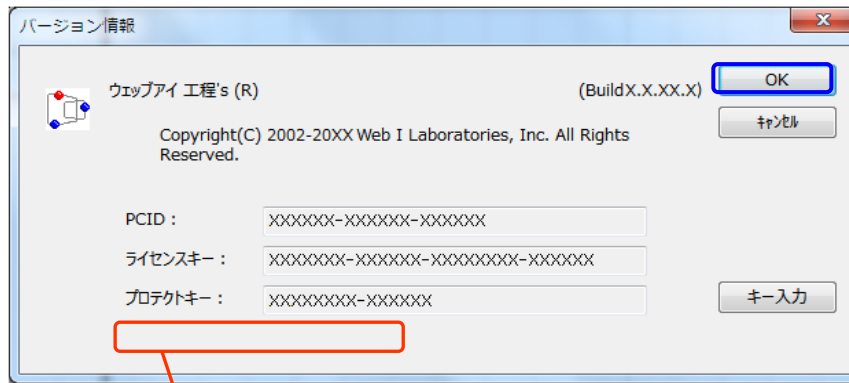 バージョン情報
ウェッブアイ 工程's (R)
(BuildX.X.XX.X)
OK
Copyright(C) 2002-20XX Web I Laboratories, Inc. All Rights
Reserved.
ｷｬﾝｾﾙ
PCID :
XXXXXX-XXXXXX-XXXXXX
ライセンスキー :
XXXXXXX-XXXXXX-XXXXXXXX-XXXXXX
プロテクトキー :
XXXXXXXX-XXXXXX
キー入力